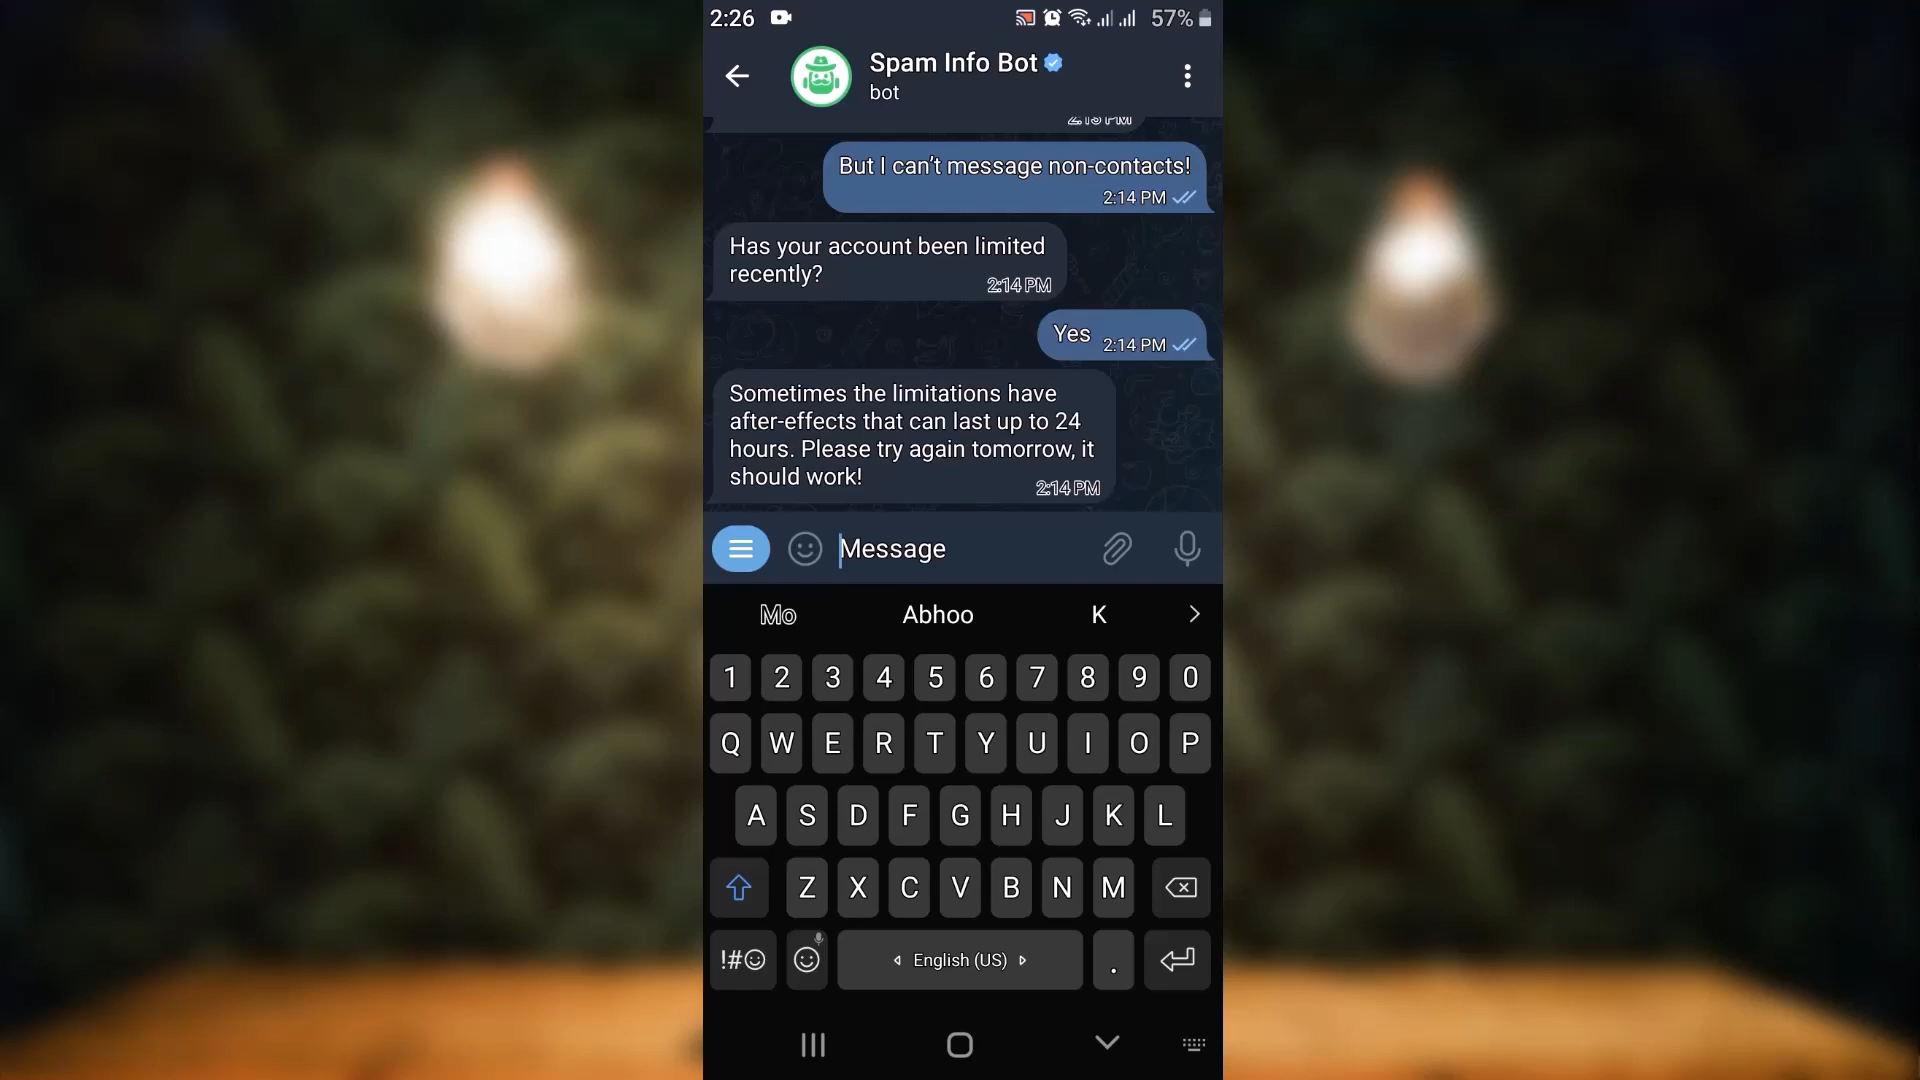 2:26
57%
Spam Info Bot
bot
2:13 PM
But I can't message non-contacts!
2:14 PM
Has your account been limited
recently?
2:14 PM
Yes
2:14 PM
Sometimes the limitations have
after-effects that can last up to 24
hours. Please try again tomorrow, it
should work!
2:14 PM
Message
Mo Abhoo K
1 2 3 4 5 6 7 8 9 0
Q W E R T Y U I O P
A S D F G H J K L
Z X C V B N M
!#
English (US)
.